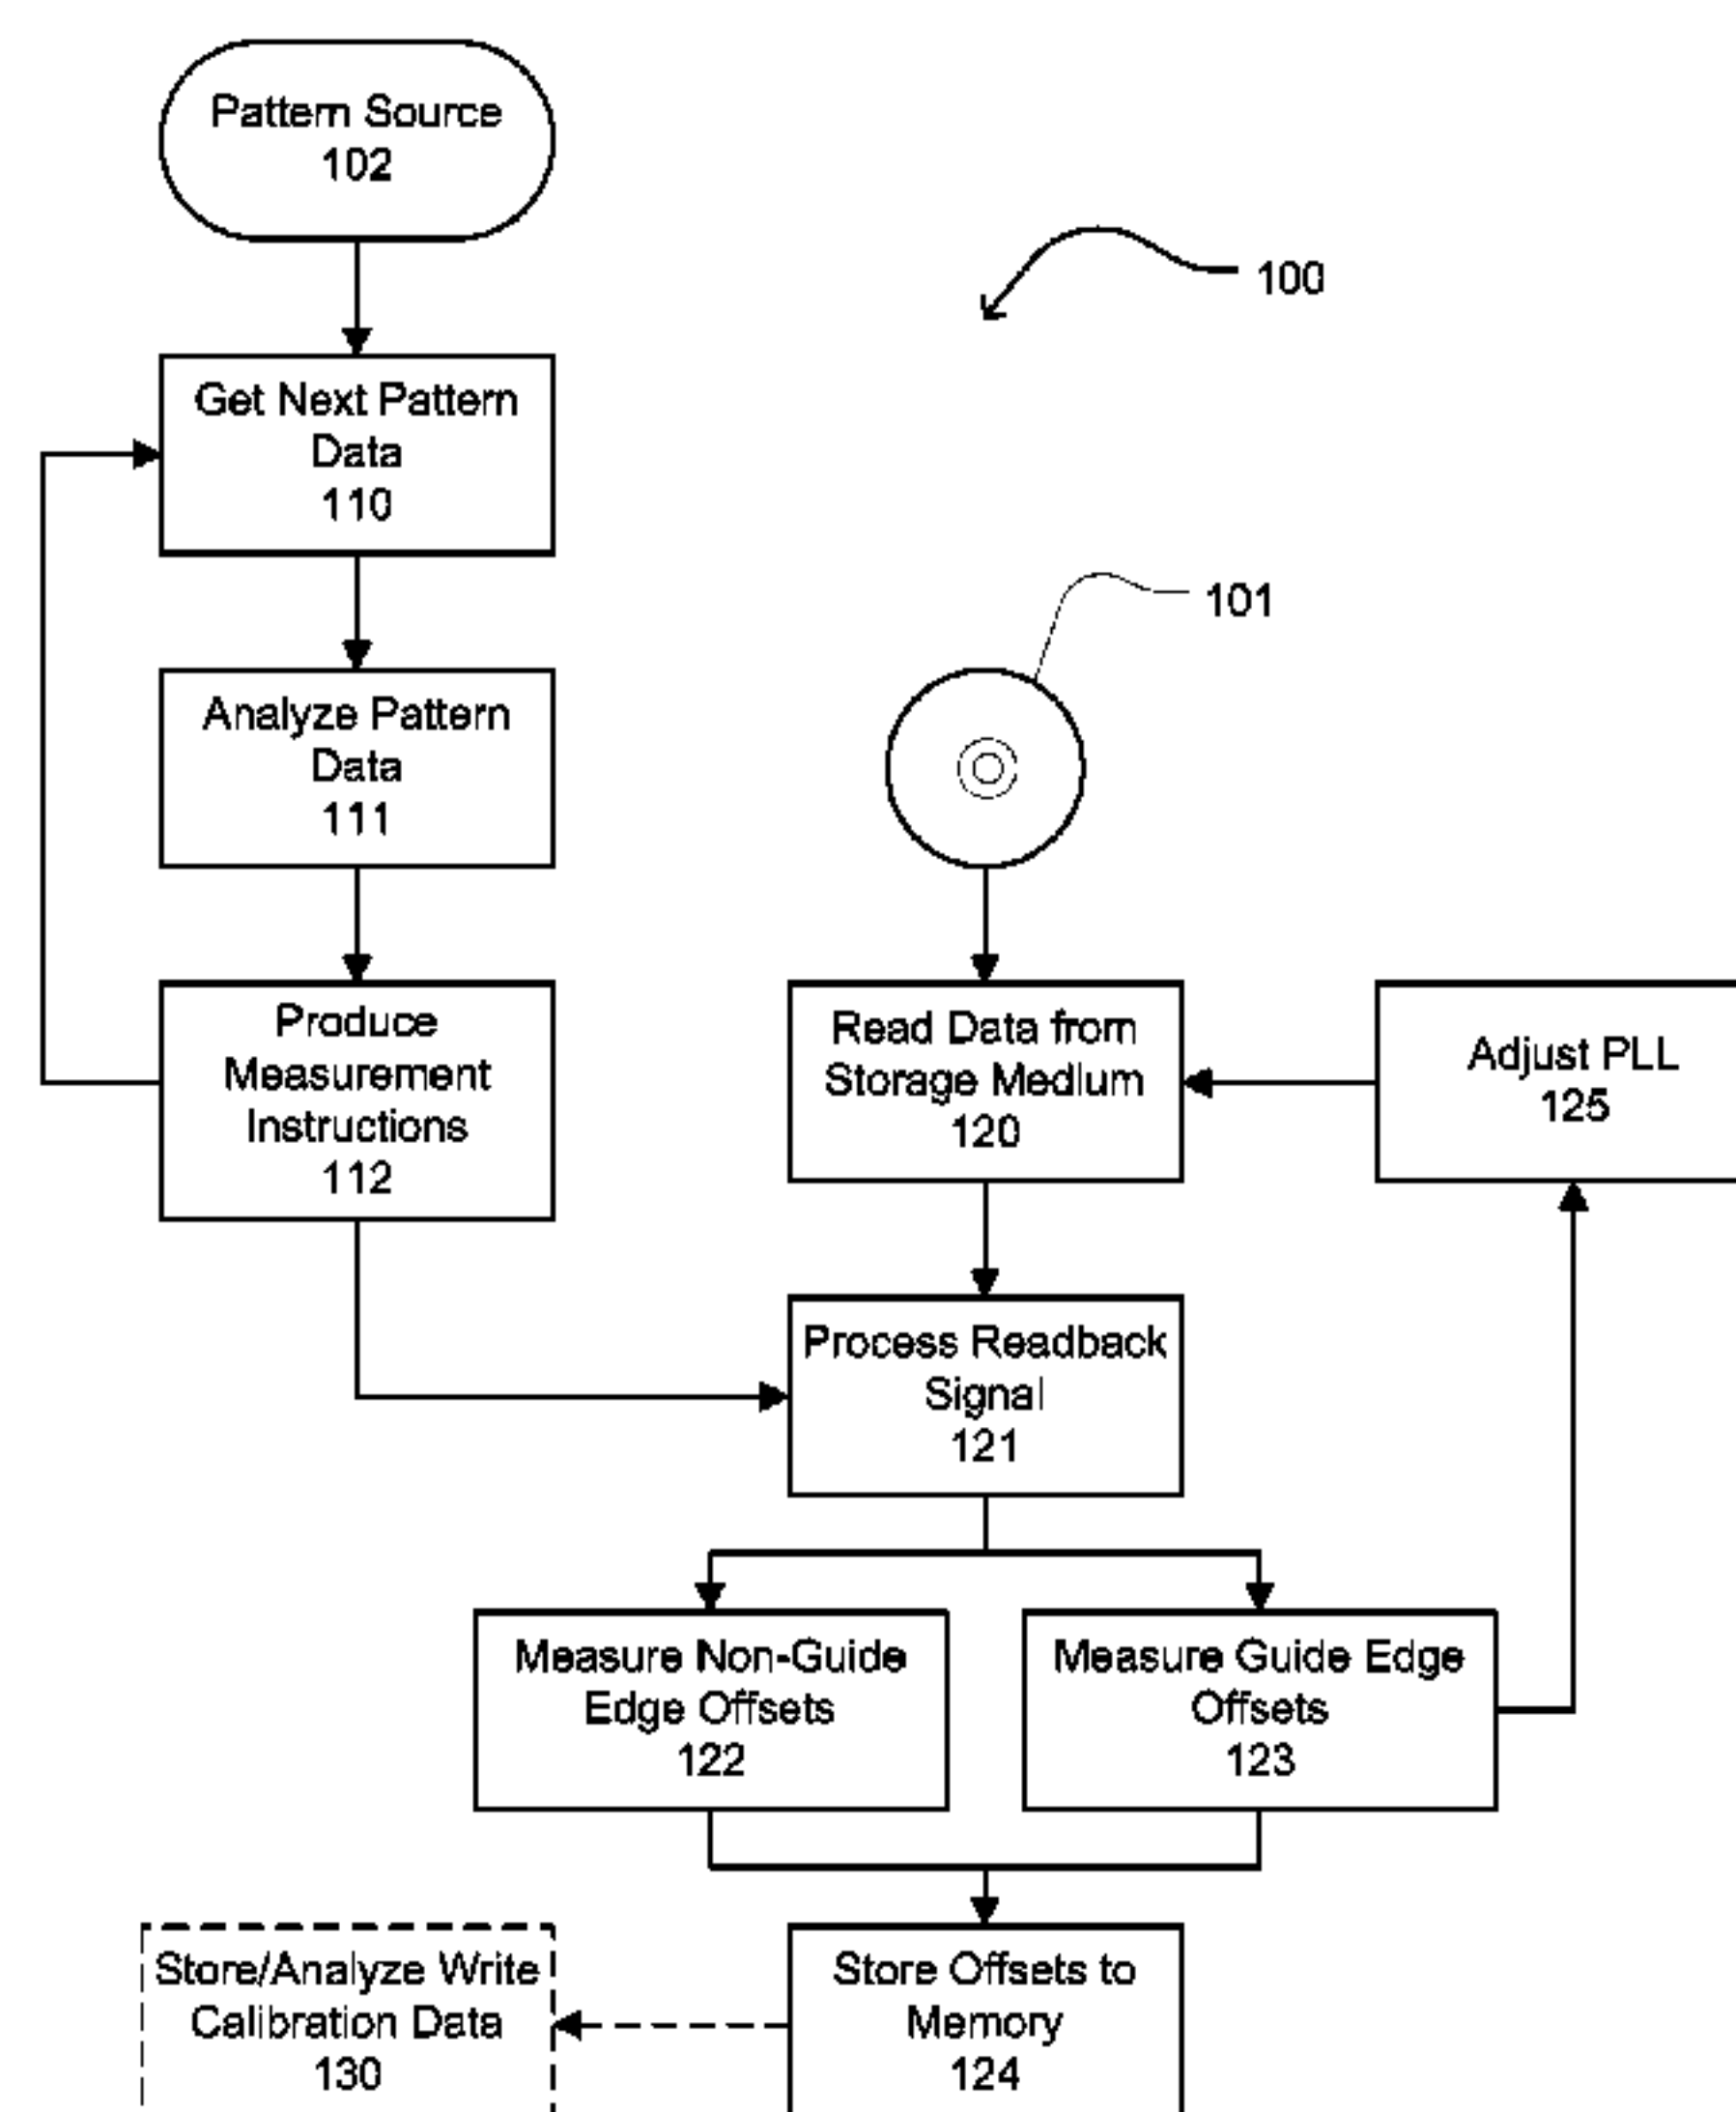 Pattern Source
102
100
Get Next Pattern
Data
110
101
Analyze Pattern
Data
111
Produce
Measurement
Instructions
112
Read Data from
Storage Medium
120
Adjust PLL
125
Process Readback
Signal
121
Measure Non-Guide
Edge Offsets
122
Measure Guide Edge
Offsets
123
Store/Analyze Write
Calibration Data
130
Store Offsets to
Memory
124